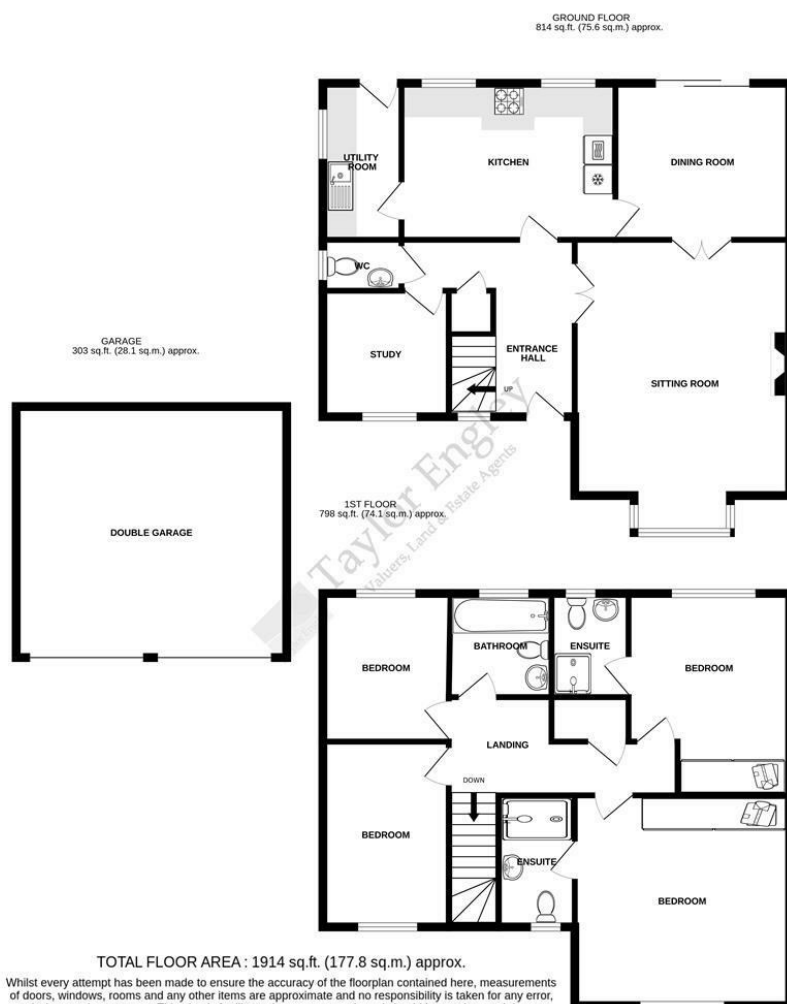 GROUND FLOOR
814 sq.ft. (75.6 sq.m.) approx.
UTILITY
ROOM
KITCHEN
DINING ROOM
WC
STUDY
ENTRANCE
HALL
UP
SITTING ROOM
GARAGE
303 sq.ft. (28.1 sq.m.) approx.
DOUBLE GARAGE
Taylor Engley
Valuers, Land & Estate Agents
1ST FLOOR
798 sq.ft. (74.1 sq.m.) approx.
BEDROOM
BATHROOM
ENSUITE
BEDROOM
LANDING
DOWN
BEDROOM
ENSUITE
BEDROOM
TOTAL FLOOR AREA : 1914 sq.ft. (177.8 sq.m.) approx.
Whilst every attempt has been made to ensure the accuracy of the floorplan contained here, measurements
of doors, windows, rooms and any other items are approximate and no responsibility is taken for any error,